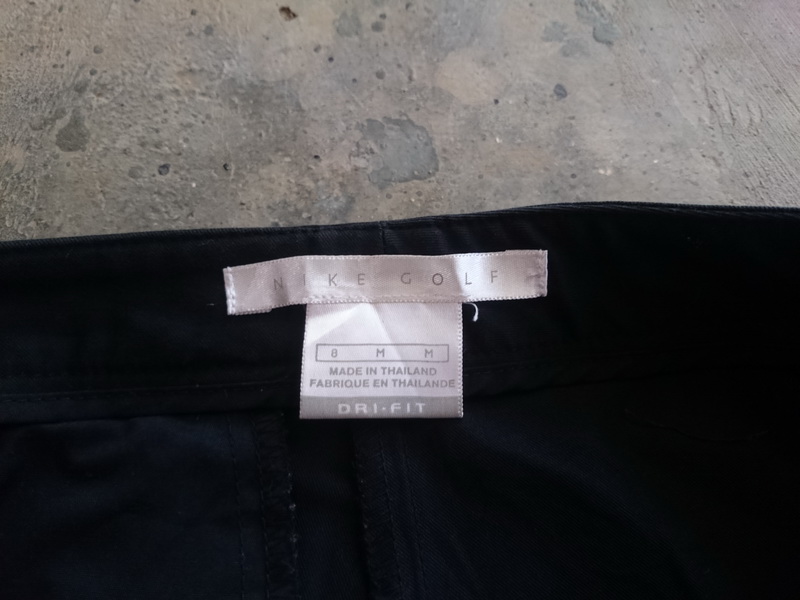 NIKE GOLF
8 M M
MADE IN THAILAND
FABRIQUE EN THAILANDE
DRI-FIT